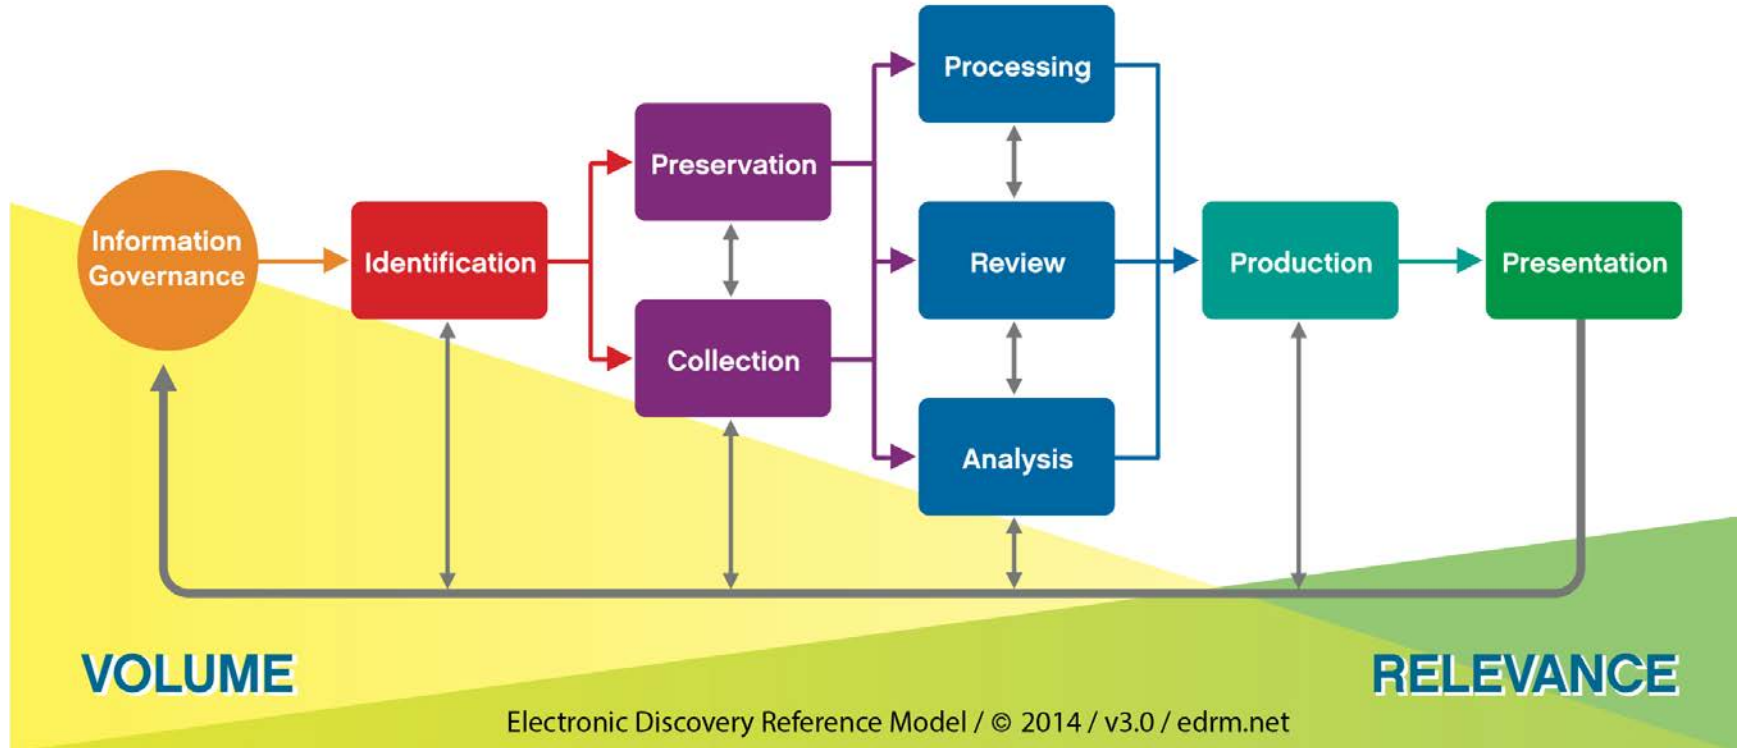 Information
Governance
Identification
Preservation
Collection
Processing
Review
Analysis
Production
Presentation
VOLUME
RELEVANCE
Electronic Discovery Reference Model / © 2014 / v3.0 / edrm.net